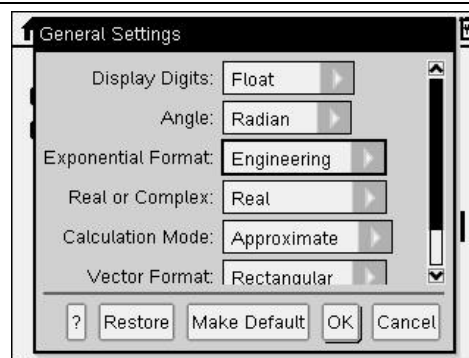 General Settings
Display Digits: Float
Angle: Radian
Exponential Format: Engineering
Real or Complex: Real
Calculation Mode: Approximate
Vector Format: Rectangular
? Restore Make Default OK Cancel